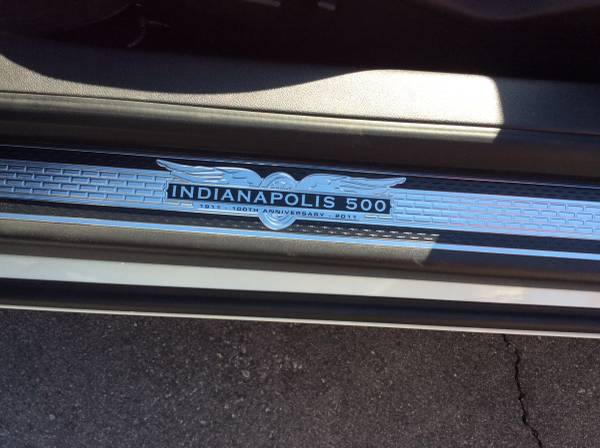 INDIANAPOLIS 500
1911 - 100TH ANNIVERSARY - 2011